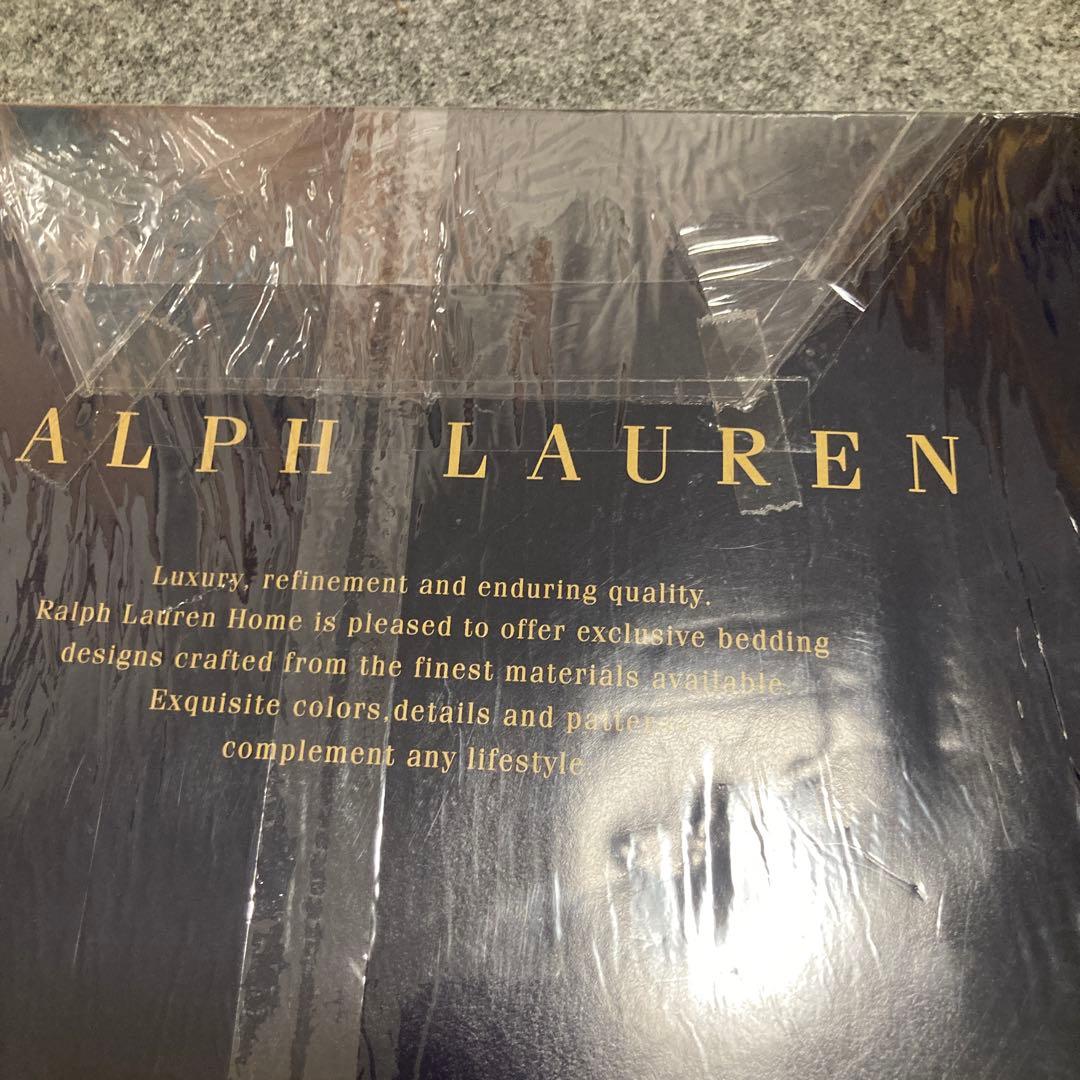 ALPH LAUREN
Luxury, refinement and enduring quality.
Ralph Lauren Home is pleased to offer exclusive bedding
designs crafted from the finest materials available.
Exquisite colors,details and patterns
complement any lifestyle